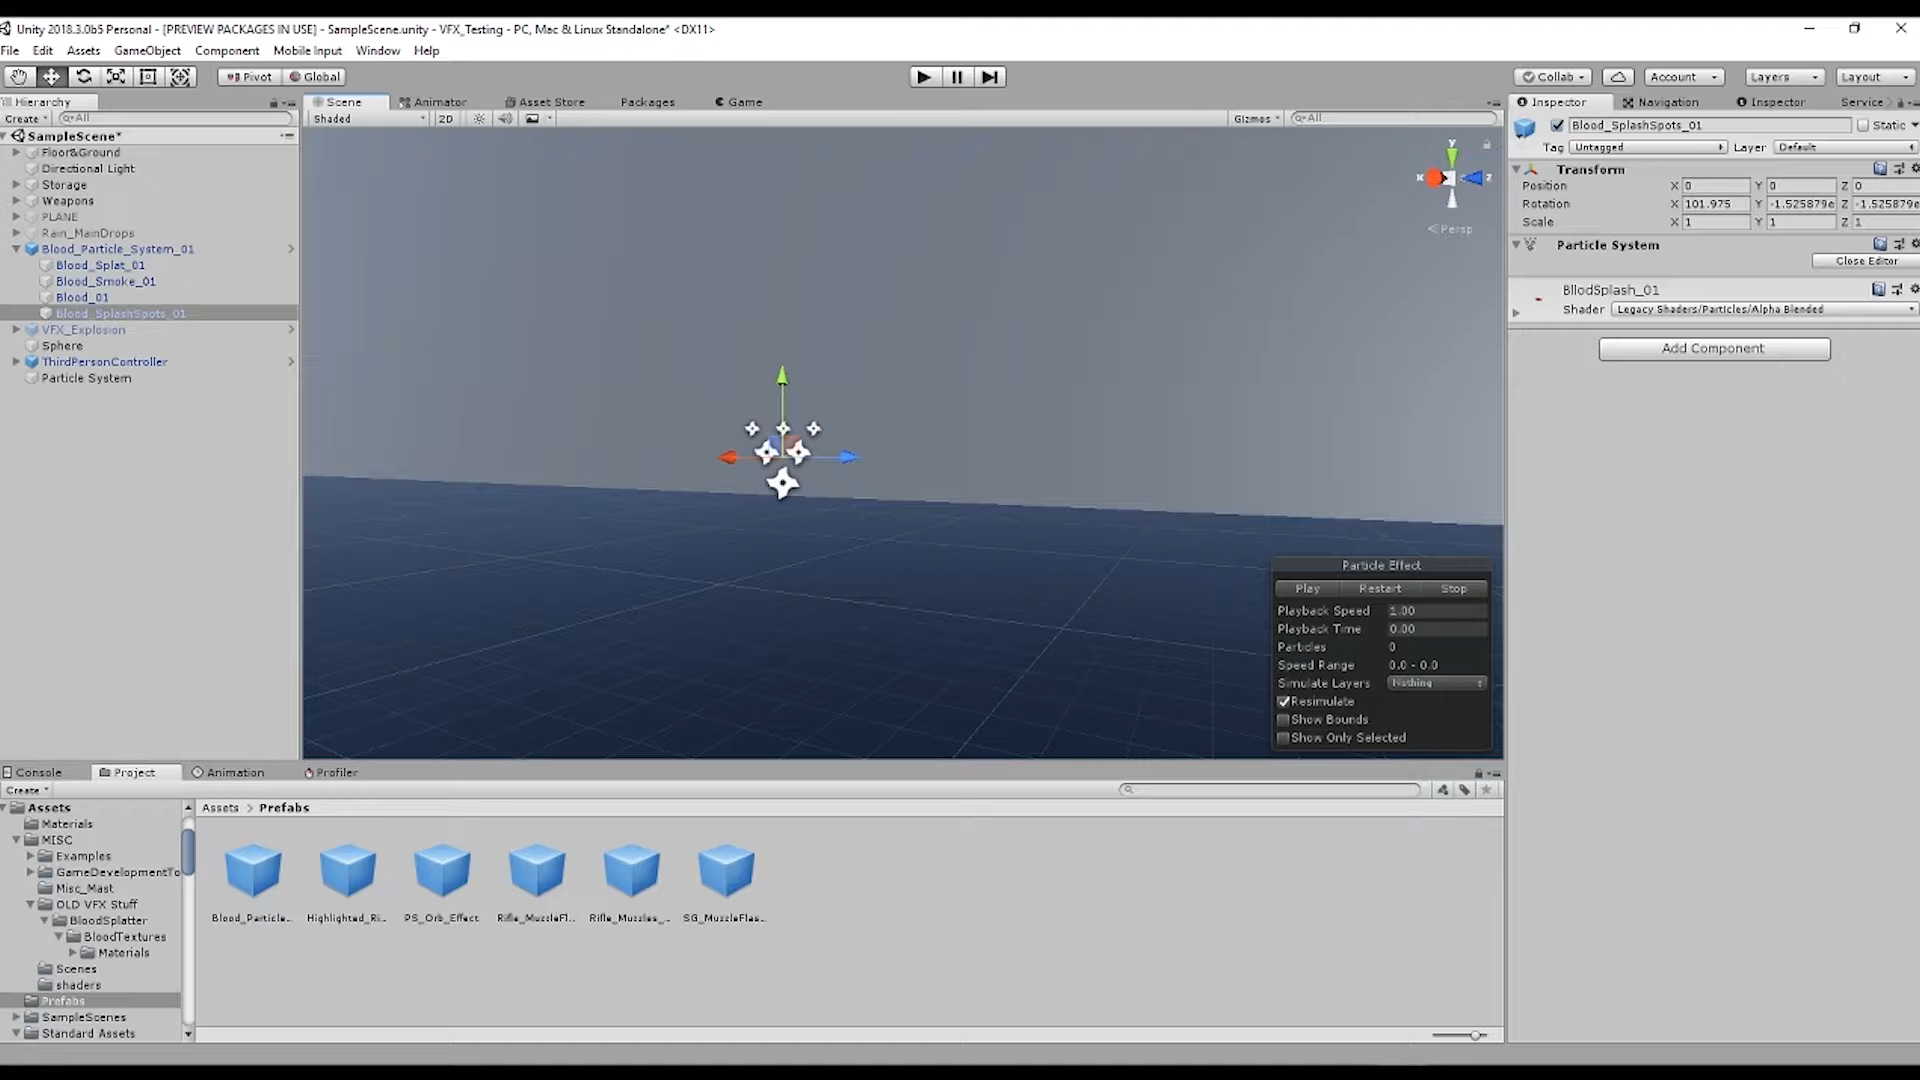 Unity 2018.3.0b5 Personal - [PREVIEW PACKAGES IN USE] - SampleScene.unity - VFX_Testing - PC, Mac & Linux Standalone* <DX11>
File Edit Assets GameObject Component Mobile Input Window Help
Pivot Global
Collab Account Layers Layout
Hierarchy
Create All
SampleScene*
Floor&Ground
Directional Light
Storage
Weapons
PLANE
Rain_MainDrops
Blood_Particle_System_01
Blood_Splat_01
Blood_Smoke_01
Blood_01
Blood_SplashSpots_01
VFX_Explosion
Sphere
ThirdPersonController
Particle System
Scene Animator Asset Store Packages Game
Shaded 2D Gizmos All
y
x z
Persp
Particle Effect
Play Restart Stop
Playback Speed 1.00
Playback Time 0.00
Particles 0
Speed Range 0.0 - 0.0
Simulate Layers Nothing
Resimulate
Show Bounds
Show Only Selected
Inspector Navigation Inspector Service
Blood_SplashSpots_01 Static
Tag Untagged Layer Default
Transform
Position X 0 Y 0 Z 0
Rotation X 101.975 Y -1.525879e Z -1.525879e
Scale X 1 Y 1 Z 1
Particle System
Close Editor
BllodSplash_01
Shader Legacy Shaders/Particles/Alpha Blended
Add Component
Console Project Animation Profiler
Create
Assets
Materials
MISC
Examples
GameDevelopmentTo
Misc_Mast
OLD VFX Stuff
BloodSplatter
BloodTextures
Materials
Scenes
shaders
Prefabs
SampleScenes
Standard Assets
Assets > Prefabs
Blood_Particle... Highlighted_Ri... PS_Orb_Effect Rifle_MuzzleFl... Rifle_Muzzles_... SG_MuzzleFlas...